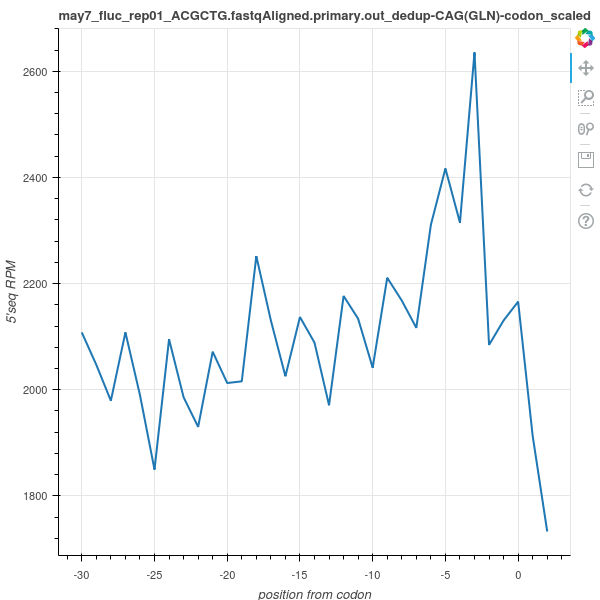 may7_fluc_rep01_ACGCTG.fastqAligned.primary.out_dedup-CAG(GLN)-codon_scaled
2600
2400
2200
2000
1800
5'seq RPM
-30 -25 -20 -15 -10 -5 0
position from codon